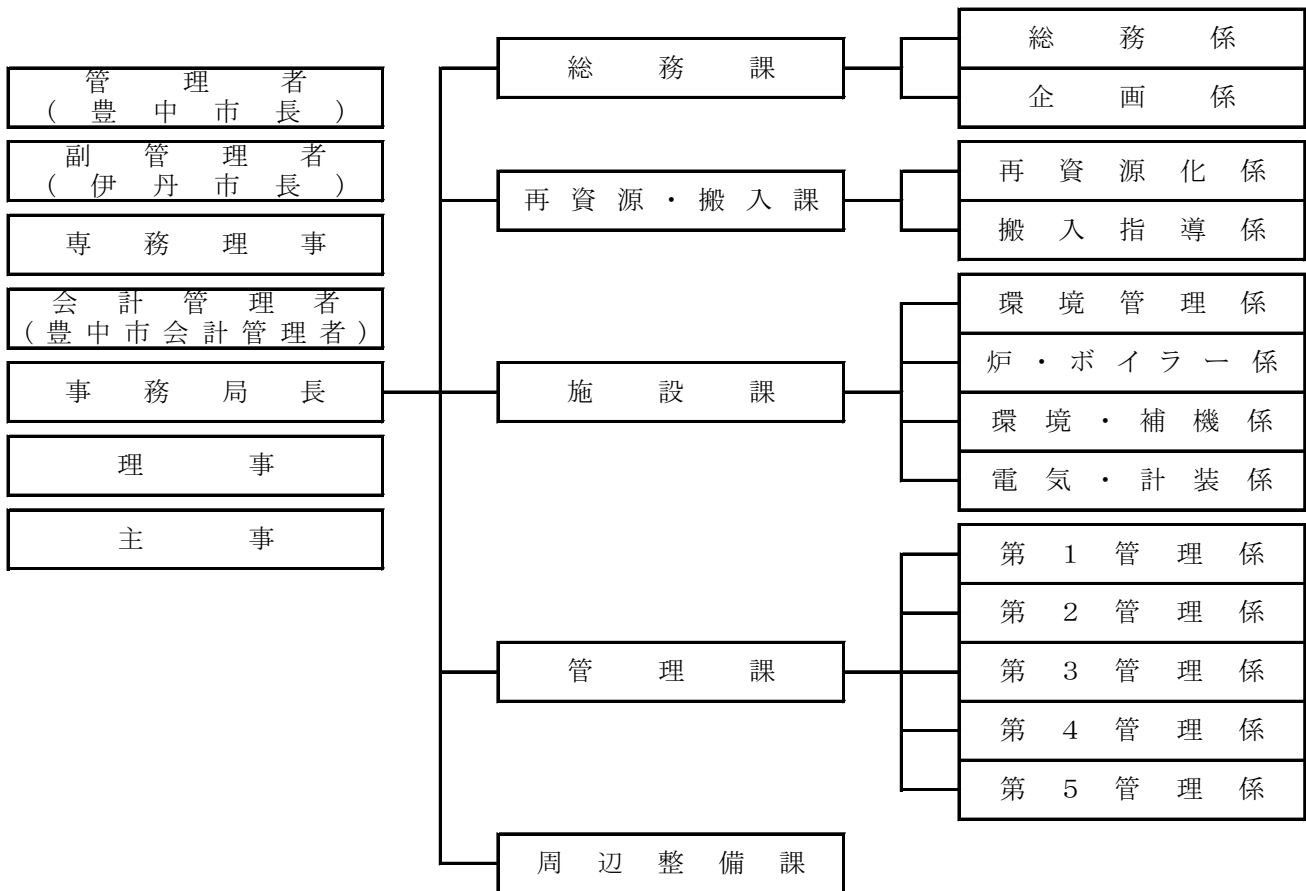 管理者
(豊中市長)
副管理者
(伊丹市長)
専務理事
会計管理者
(豊中市会計管理者)
事務局長
理事
主事
総務課
再資源・搬入課
施設課
管理課
周辺整備課
総務係
企画係
再資源化係
搬入指導係
環境管理係
炉・ボイラー係
環境・補機係
電気・計装係
第1管理係
第2管理係
第3管理係
第4管理係
第5管理係